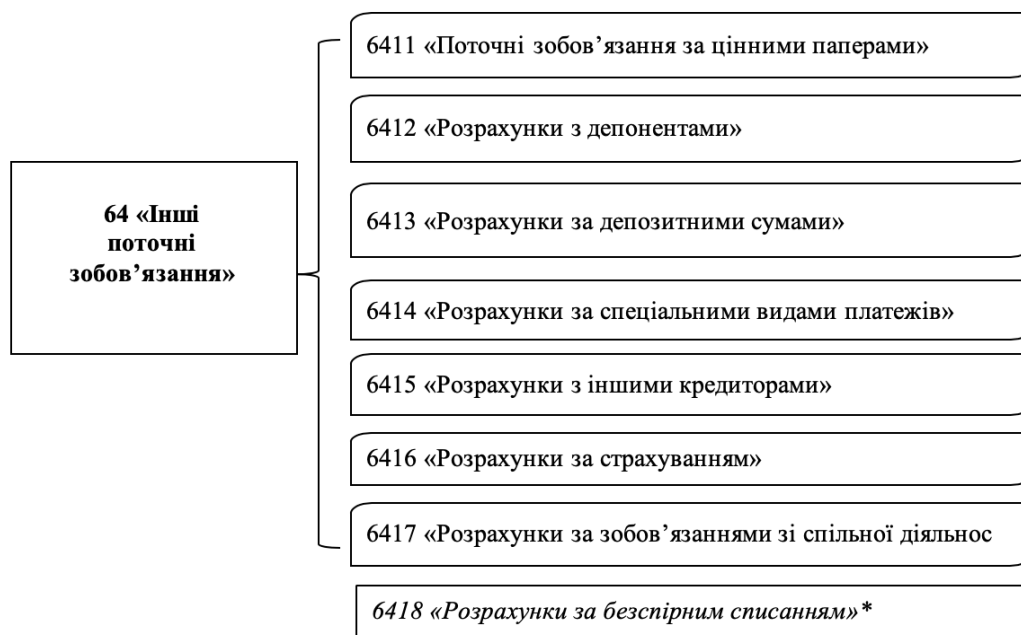 6411 «Поточні зобов’язання за цінними паперами»
6412 «Розрахунки з депонентами»
64 «Інші
поточні
зобов’язання»
6413 «Розрахунки за депозитними сумами»
6414 «Розрахунки за спеціальними видами платежів»
6415 «Розрахунки з іншими кредиторами»
6416 «Розрахунки за страхуванням»
6417 «Розрахунки за зобов’язаннями зі спільної діяльнос
6418 «Розрахунки за безспірним списанням»*